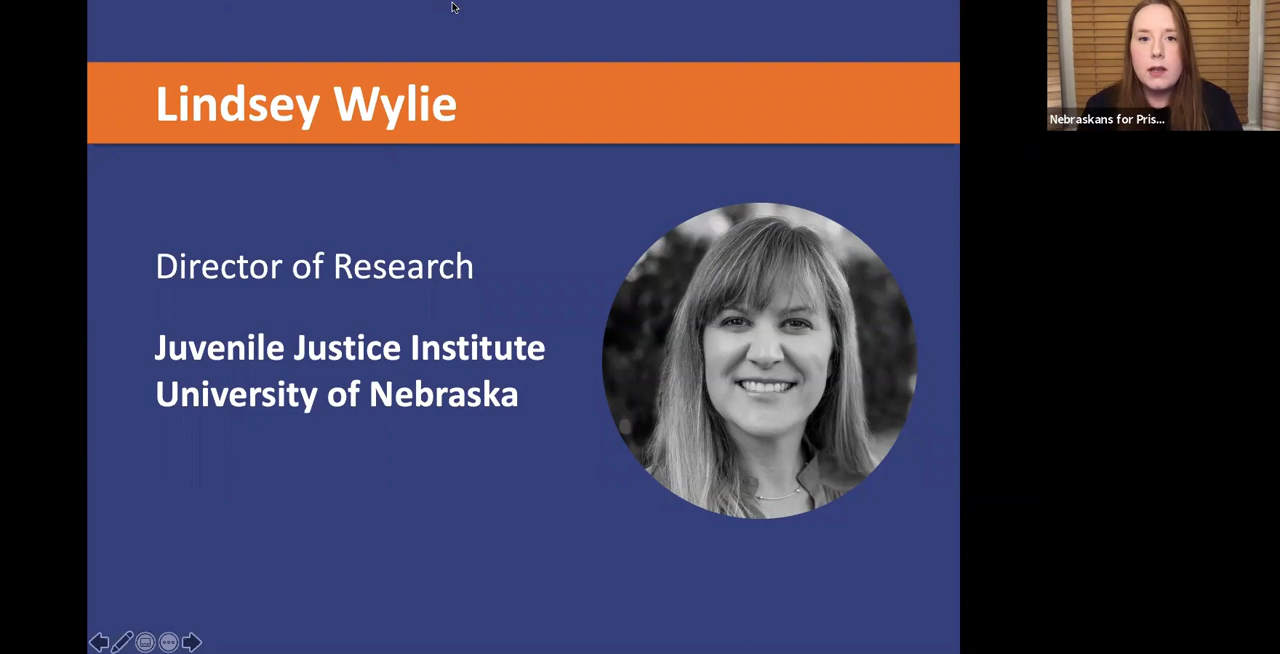 Lindsey Wylie
Director of Research
Juvenile Justice Institute
University of Nebraska
Nebraskans for Pris...